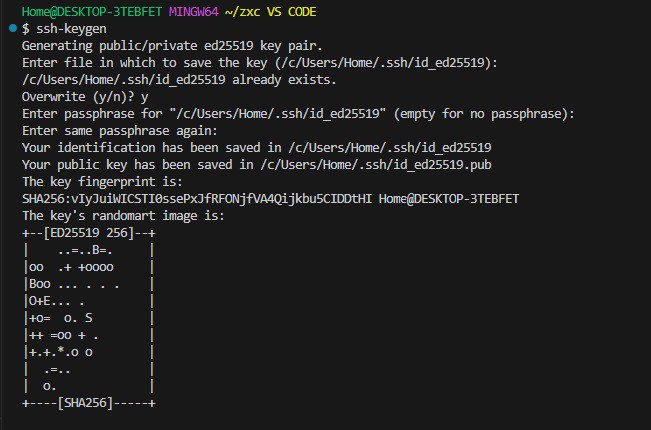 Home@DESKTOP-3TEBFET MINGW64 ~/zxc VS CODE
$ ssh-keygen
Generating public/private ed25519 key pair.
Enter file in which to save the key (/c/Users/Home/.ssh/id_ed25519):
/c/Users/Home/.ssh/id_ed25519 already exists.
Overwrite (y/n)? y
Enter passphrase for "/c/Users/Home/.ssh/id_ed25519" (empty for no passphrase):
Enter same passphrase again:
Your identification has been saved in /c/Users/Home/.ssh/id_ed25519
Your public key has been saved in /c/Users/Home/.ssh/id_ed25519.pub
The key fingerprint is:
SHA256:vIyJuiWICSTI0ssePxJfRFONjfVA4Qijkbu5CIDDtHI Home@DESKTOP-3TEBFET
The key's randomart image is:
+--[ED25519 256]--+
|    ..=..B=.     |
|oo  .+ +oooo     |
|Boo ... . . .    |
|O+E... .         |
|+o=  o. S        |
|++ =oo + .       |
|+.+.*.o o        |
|  .=..           |
|  o.             |
+----[SHA256]-----+